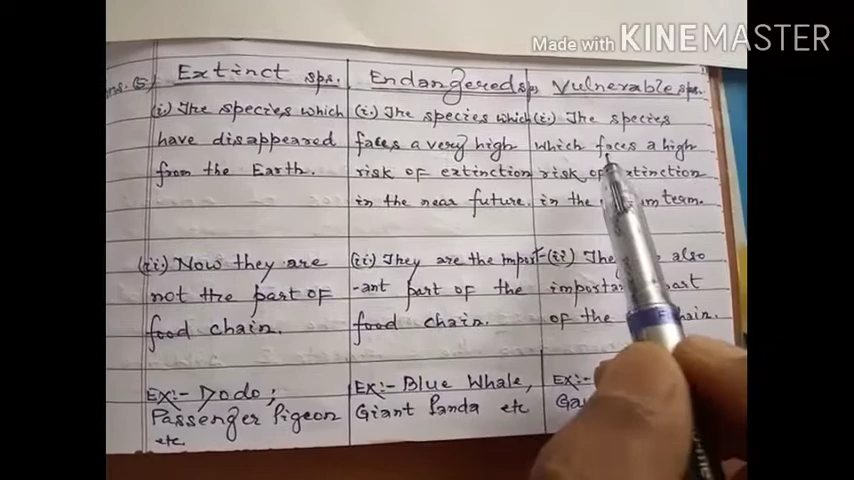 Made with KINEMASTER
Ans.(5) Extinct sps. Endangered sps Vulnerable sps.
(i.) The species which (i.) The species which (i.) The species
have disappeared faces a very high which faces a high
from the Earth. risk of extinction risk of extinction
in the near future. in the term.
(ii.) Now they are (ii.) They are the import- (ii) also
not the part of -ant part of the part
food chain. food chain. of the
Ex:- Dodo, Ex:- Blue Whale, Ex:-
Passenger Pigeon Giant Panda etc
etc.